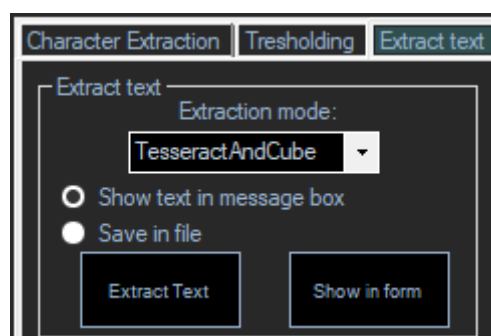 Character Extraction Tresholding Extract text
Extract text
Extraction mode:
TesseractAndCube
Show text in message box
Save in file
Extract Text Show in form